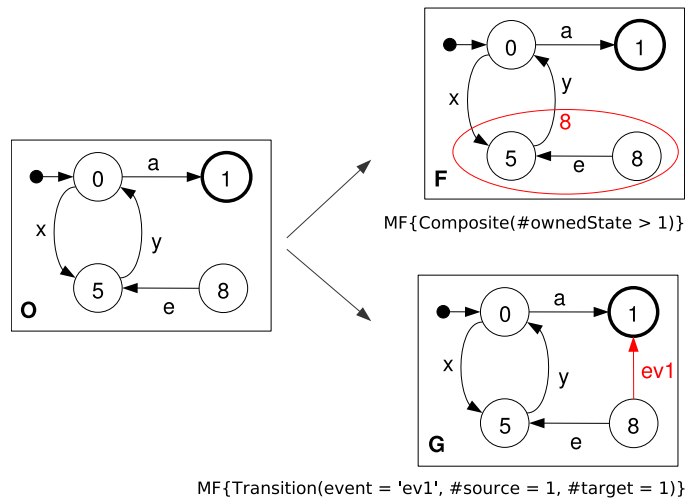 0
a
1
x
y
5
e
8
O
0
a
1
x
y
8
5
e
8
F
MF{Composite(#ownedState > 1)}
0
a
1
x
y
ev1
5
e
8
G
MF{Transition(event = 'ev1', #source = 1, #target = 1)}